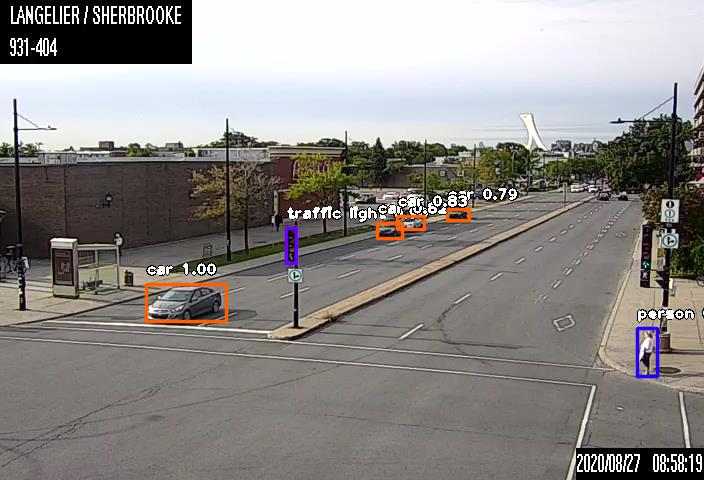 LANGELIER / SHERBROOKE
931-404
car 0.79
car 0.83
traffic light
car 1.00
person
2020/08/27 08:58:19